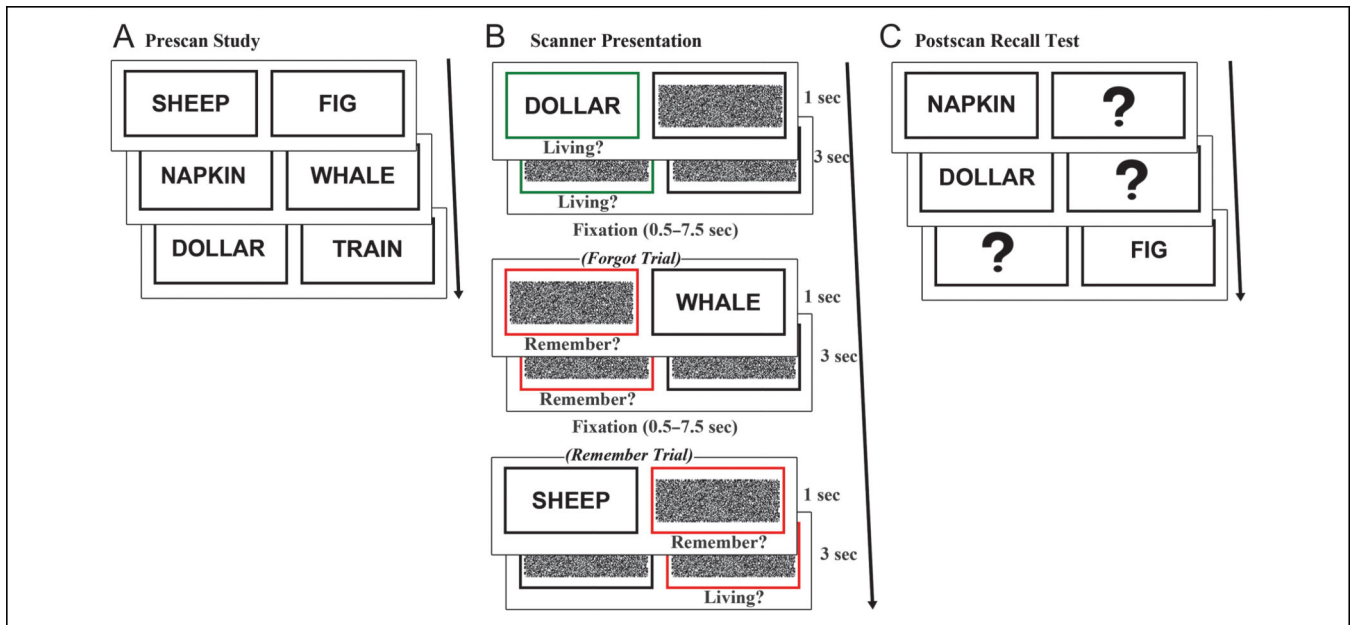 A Prescan Study
SHEEP FIG
NAPKIN WHALE
DOLLAR TRAIN
B Scanner Presentation
DOLLAR
1 sec
Living?
3 sec
Living?
Fixation (0.5–7.5 sec)
(Forgot Trial)
WHALE
1 sec
Remember?
3 sec
Remember?
Fixation (0.5–7.5 sec)
(Remember Trial)
SHEEP
1 sec
Remember?
3 sec
Living?
C Postscan Recall Test
NAPKIN ?
DOLLAR ?
? FIG